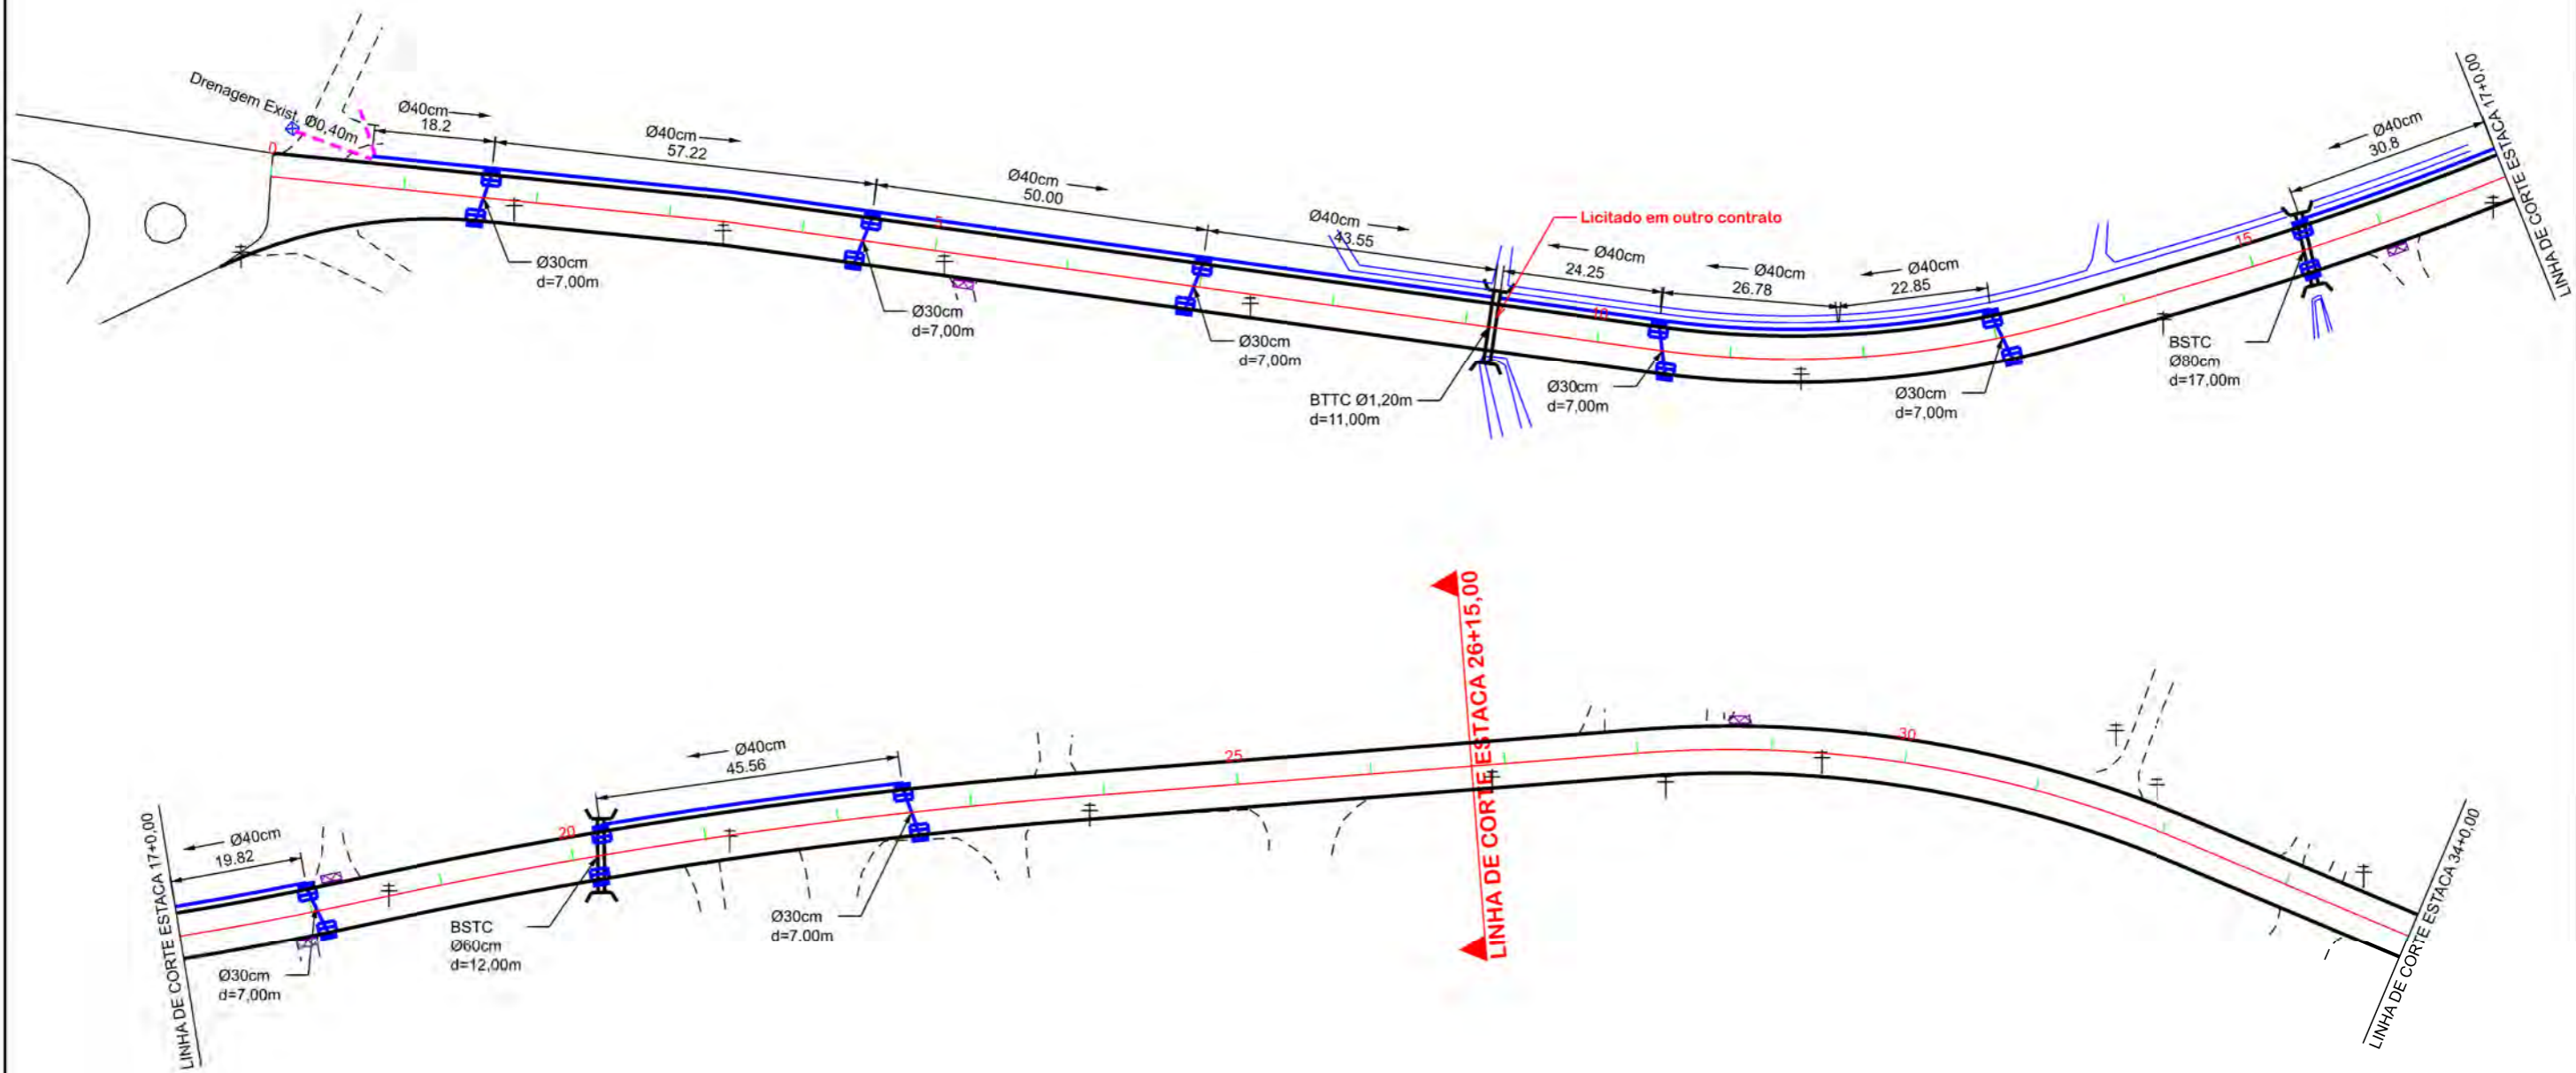 Drenagem Exist. Ø0,40m
0
Ø40cm
18.2
Ø40cm
57.22
Ø40cm
50.00
Ø40cm
43.55
Licitado em outro contrato
Ø40cm
24.25
Ø40cm
26.78
Ø40cm
22.85
Ø40cm
30.8
LINHA DE CORTE ESTACA 17+0,00
5
10
15
Ø30cm
d=7,00m
Ø30cm
d=7,00m
Ø30cm
d=7,00m
BTTC Ø1,20m
d=11,00m
Ø30cm
d=7,00m
Ø30cm
d=7,00m
BSTC
Ø80cm
d=17,00m
LINHA DE CORTE ESTACA 17+0,00
Ø40cm
19.82
20
Ø40cm
45.56
25
LINHA DE CORTE ESTACA 26+15,00
30
LINHA DE CORTE ESTACA 34+0,00
Ø30cm
d=7,00m
BSTC
Ø60cm
d=12,00m
Ø30cm
d=7.00m